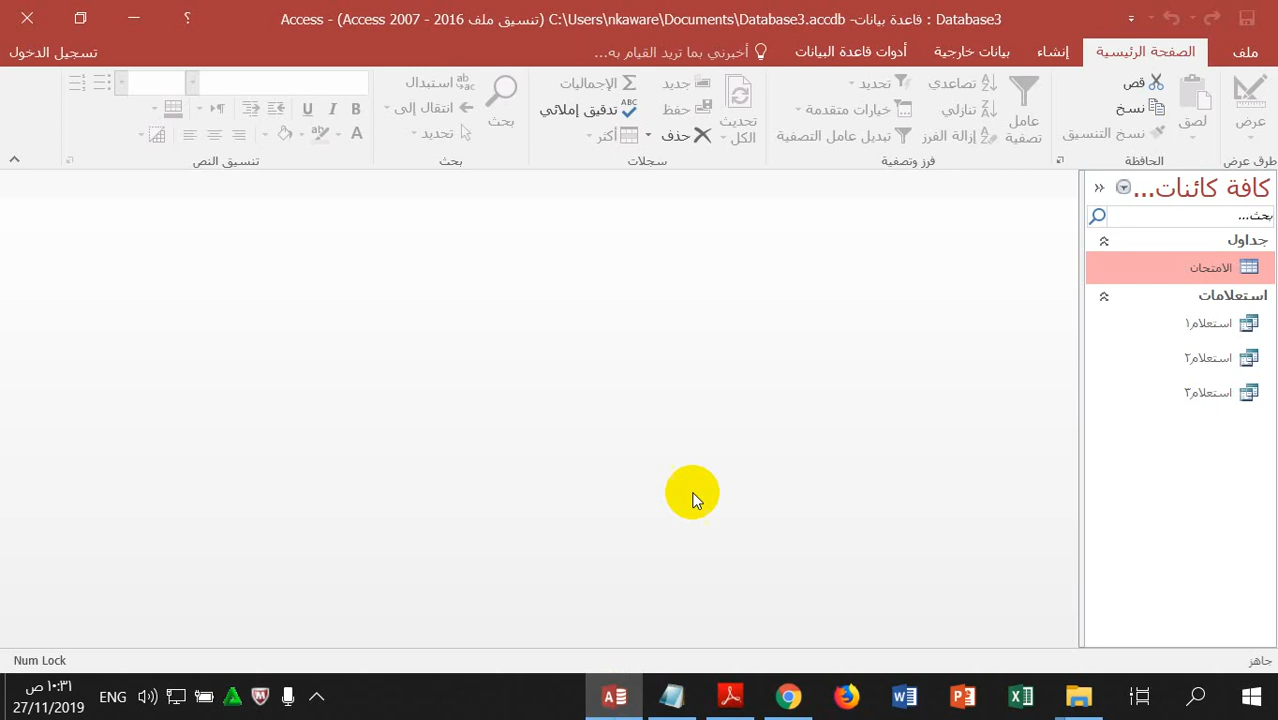 Database3 : قاعدة بيانات- C:\Users\nkaware\Documents\Database3.accdb (تنسيق ملف Access 2007 - 2016) - Access
ملف
الصفحة الرئيسية
إنشاء
بيانات خارجية
أدوات قاعدة البيانات
أخبرني بما تريد القيام به...
تسجيل الدخول
عرض
طرق عرض
لصق
قص
نسخ
نسخ التنسيق
الحافظة
عامل تصفية
تصاعدي
تنازلي
إزالة الفرز
تحديد
خيارات متقدمة
تبديل عامل التصفية
فرز وتصفية
تحديث الكل
جديد
حفظ
حذف
الإجماليات
تدقيق إملائي
أكثر
سجلات
بحث
استبدال
انتقال إلى
تحديد
بحث
B I U
A
تنسيق النص
كافة كائنات...
بحث...
جداول
الامتحان
استعلامات
استعلام١
استعلام٢
استعلام٣
جاهز
Num Lock
ENG
١٠:٣١ ص
27/11/2019